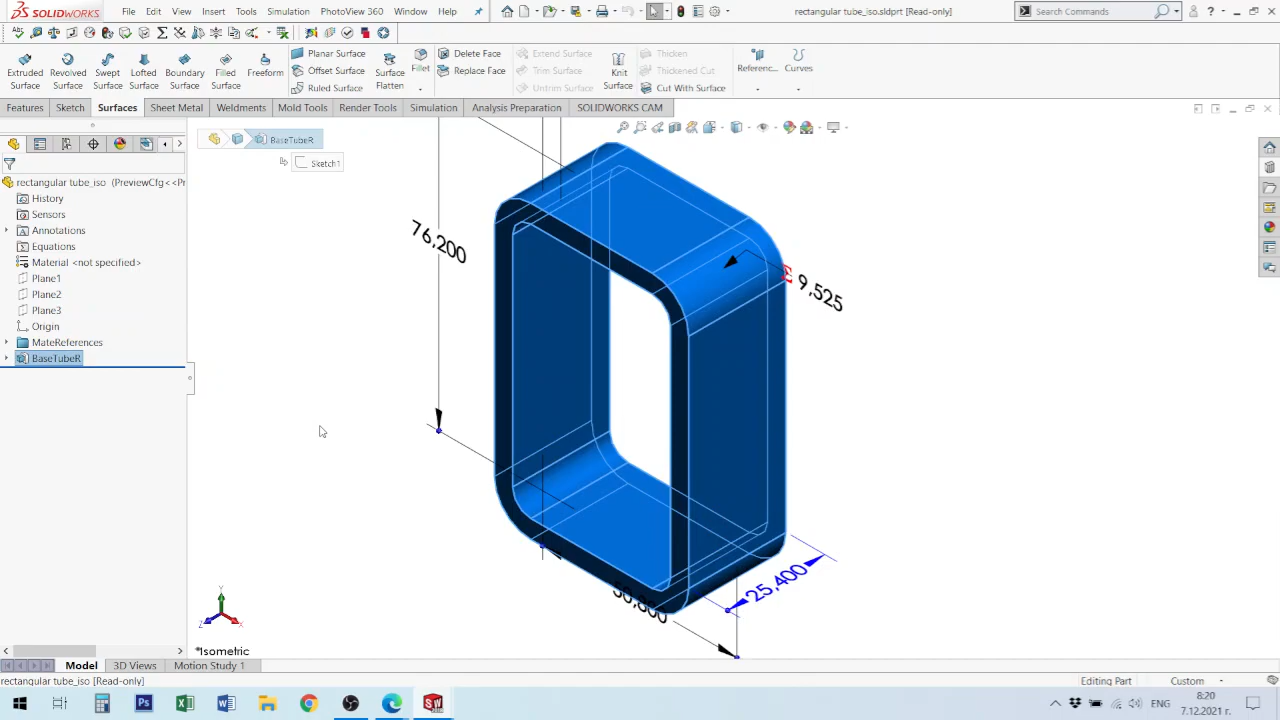 SOLIDWORKS File Edit View Insert Tools Simulation PhotoView 360 Window Help rectangular tube_iso.sldprt [Read-only] Search Commands
Extruded Surface Revolved Surface Swept Surface Lofted Surface Boundary Surface Filled Surface Freeform
Planar Surface
Offset Surface
Ruled Surface
Surface Flatten
Fillet
Delete Face
Replace Face
Extend Surface
Trim Surface
Untrim Surface
Knit Surface
Thicken
Thickened Cut
Cut With Surface
Referenc... Curves
Features Sketch Surfaces Sheet Metal Weldments Mold Tools Render Tools Simulation Analysis Preparation SOLIDWORKS CAM
BaseTubeR
Sketch1
rectangular tube_iso (PreviewCfg<<Pr
History
Sensors
Annotations
Equations
Material <not specified>
Plane1
Plane2
Plane3
Origin
MateReferences
BaseTubeR
76,200
9,525
25,400
50,800
Y
Z
X
*Isometric
Model 3D Views Motion Study 1
rectangular tube_iso [Read-only] Editing Part Custom
ENG 8:20
7.12.2021 г.